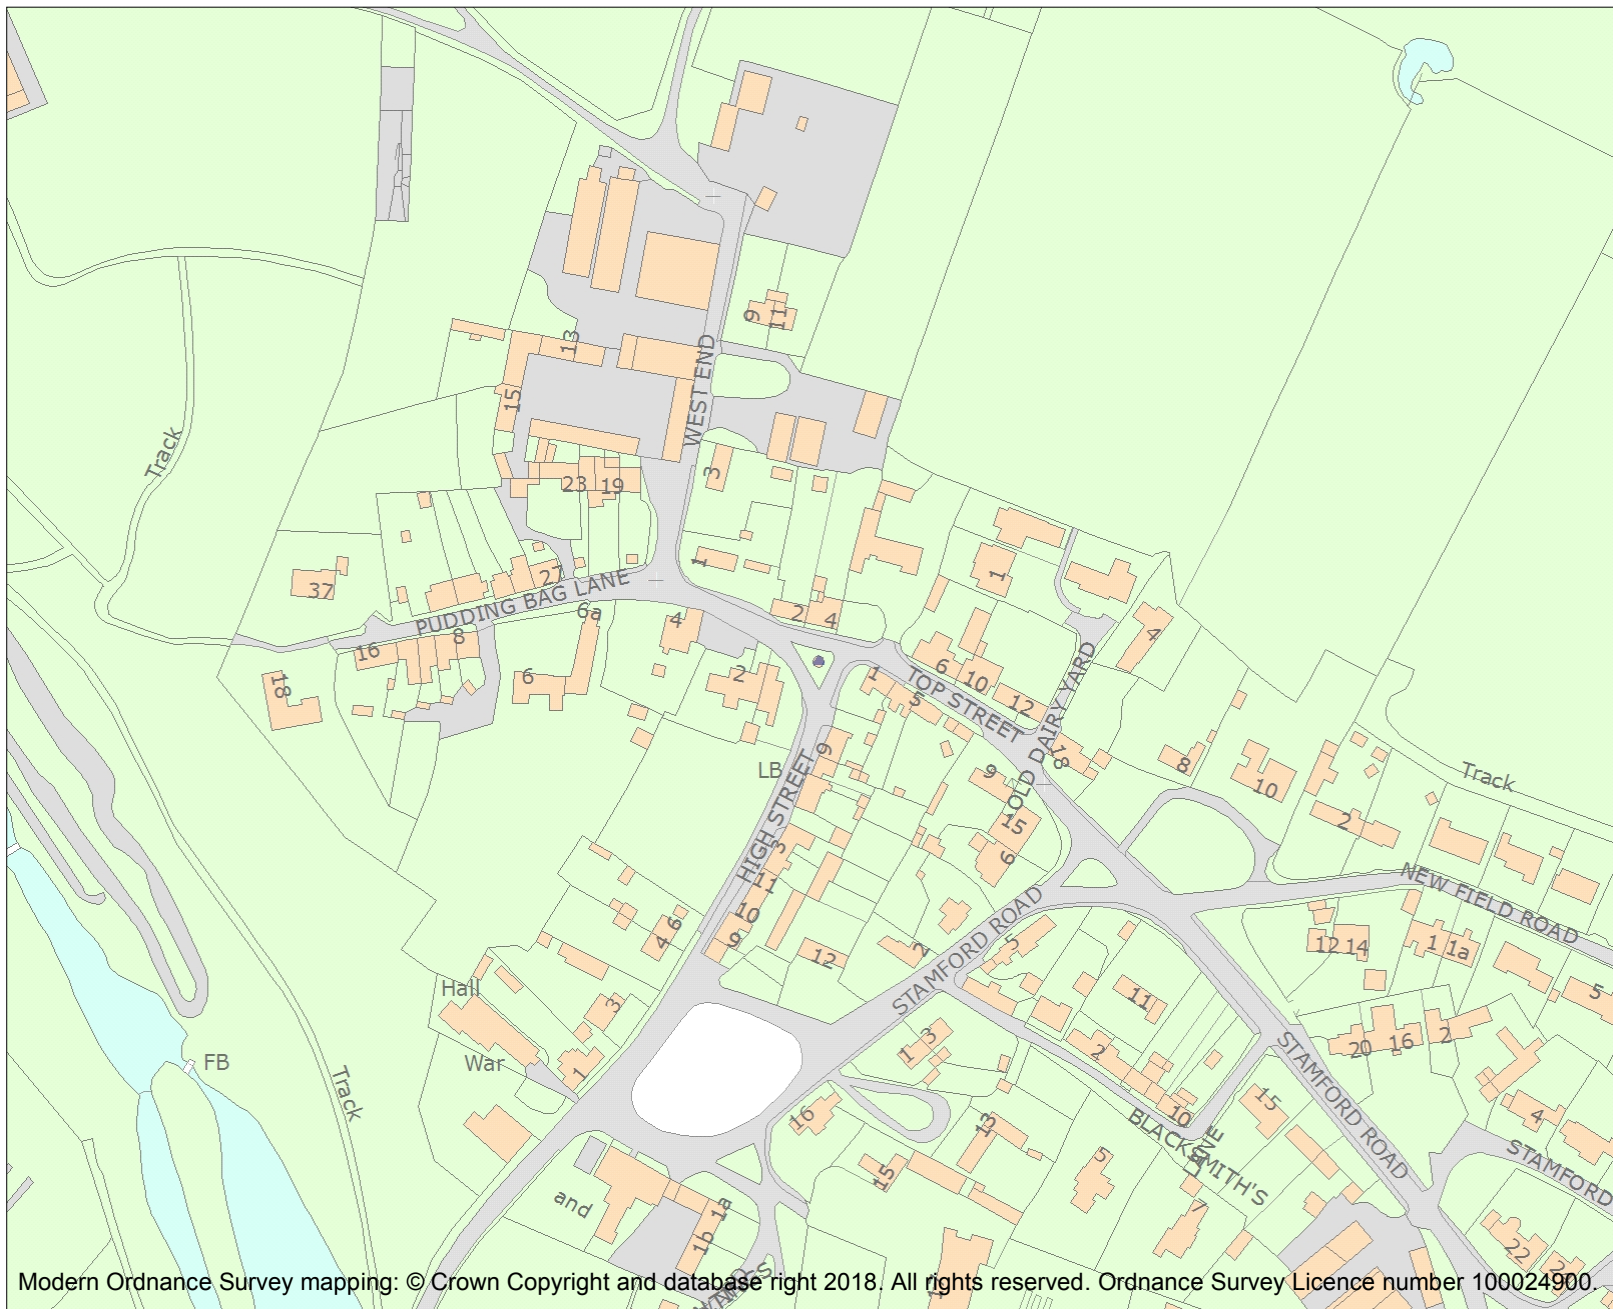 9
11
13
WEST END
15
Track
3
23
19
1
27
37
PUDDING BAG LANE
6a
2
4
4
1
4
8
16
6
18
2
6
10
12
TOP STREET
1
5
OLD DAIRY YARD
18
8
10
Track
2
9
LB
HIGH STREET
9
15
6
3
11
10
9
NEW FIELD ROAD
12
14
1
1a
5
4
6
12
2
STAMFORD ROAD
5
11
Hall
3
War
1
FB
Track
1
3
2
20
16
2
STAMFORD ROAD
16
13
10
15
4
BLACKSMITH'S
LANE
5
15
STAMFORD
and
1a
1b
7
22
Modern Ordnance Survey mapping: © Crown Copyright and database right 2018. All rights reserved. Ordnance Survey Licence number 100024900.